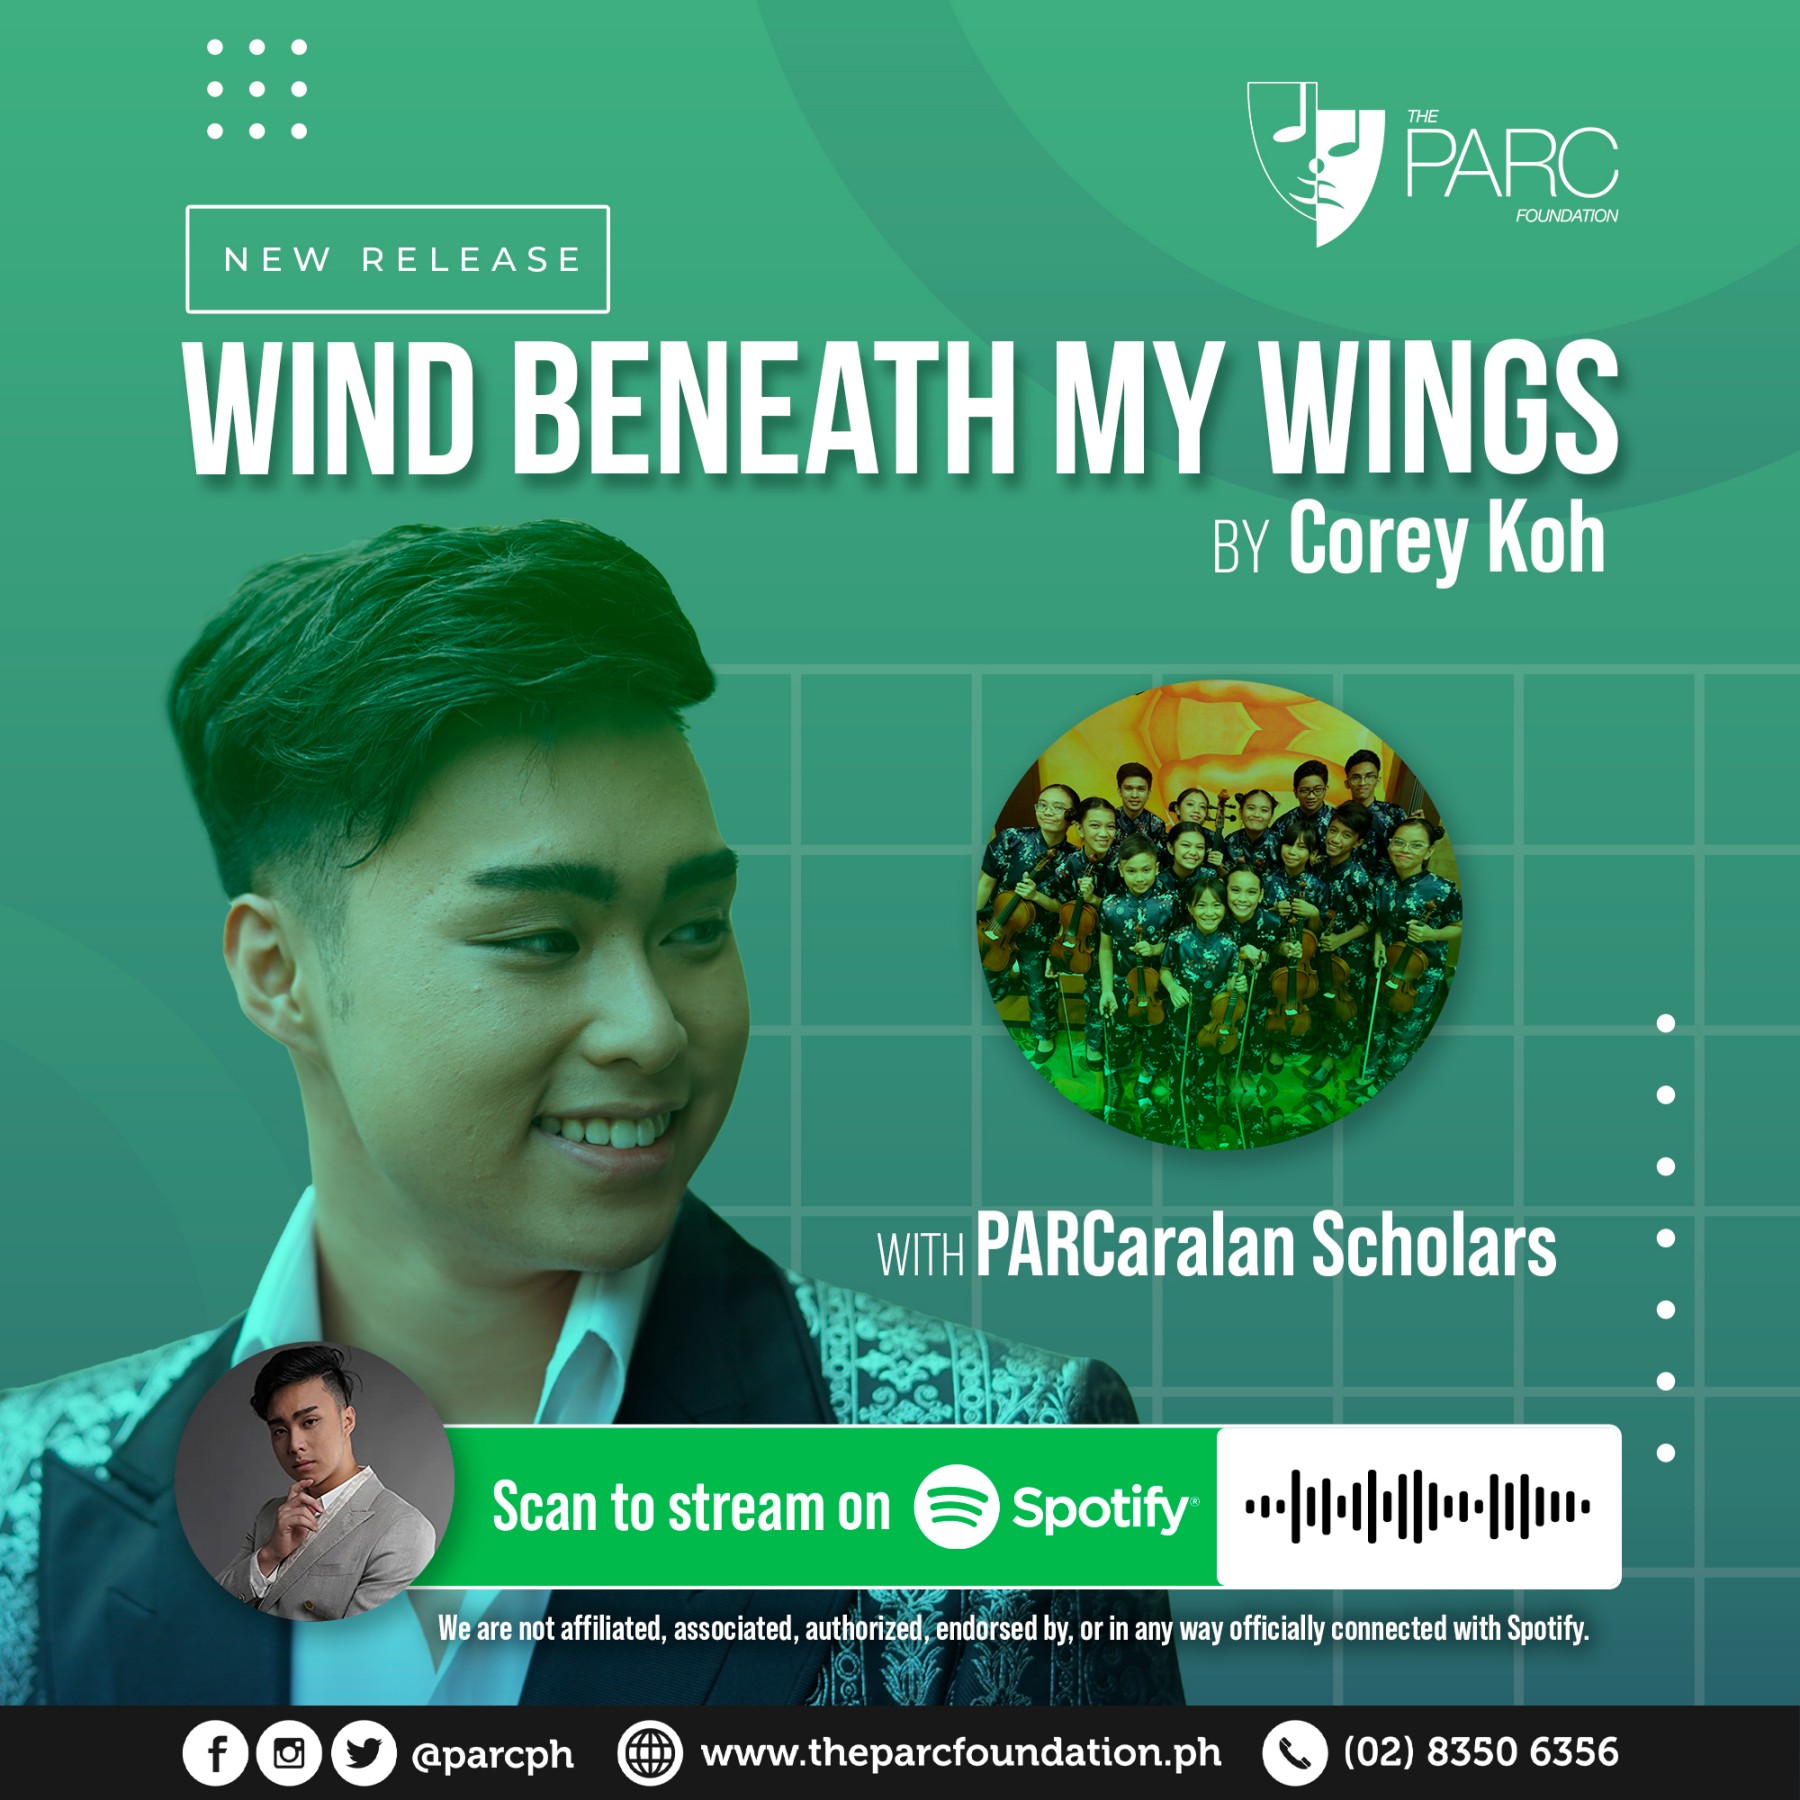 THE
PARC
FOUNDATION
NEW RELEASE
WIND BENEATH MY WINGS
BY Corey Koh
WITH PARCaralan Scholars
Scan to stream on Spotify®
We are not affiliated, associated, authorized, endorsed by, or in any way officially connected with Spotify.
@parcph www.theparcfoundation.ph (02) 8350 6356